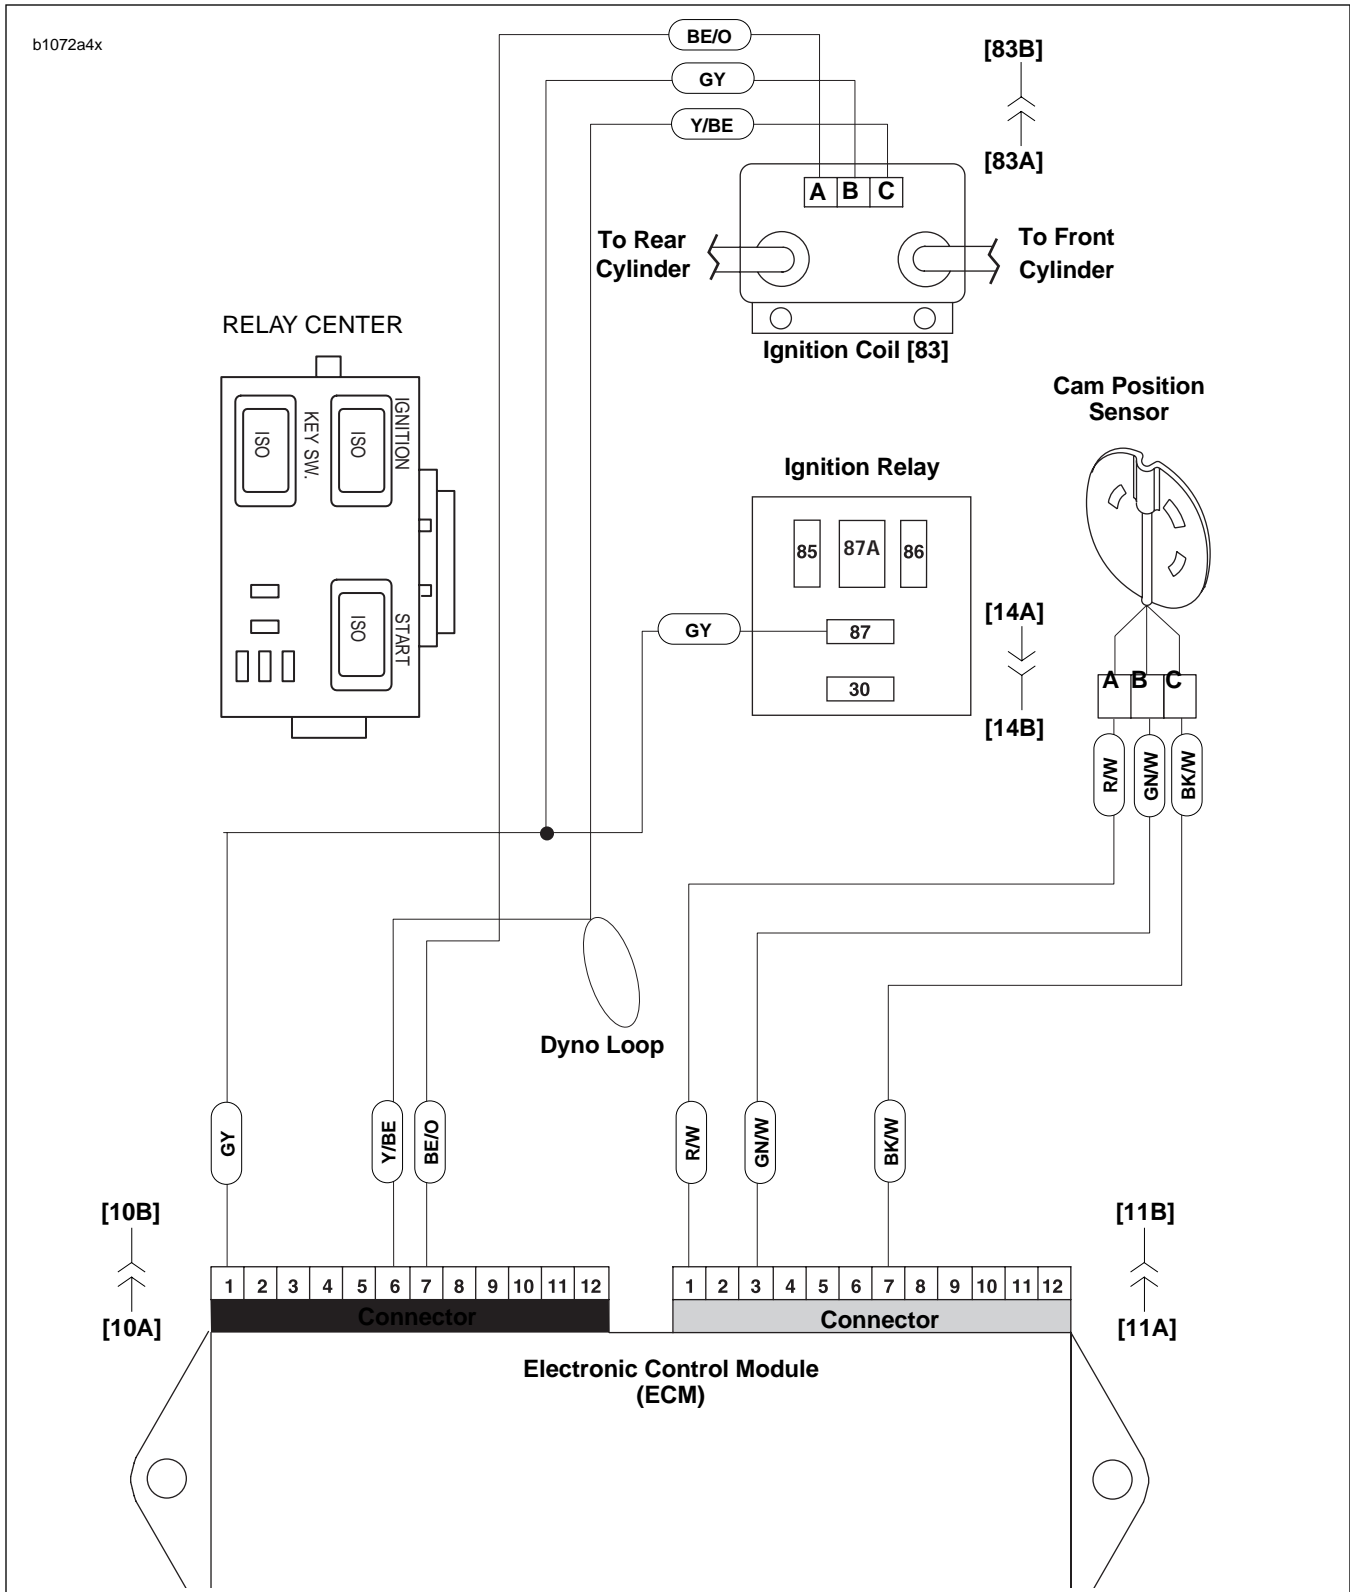 b1072a4x
BE/O
GY
Y/BE
[83B]
[83A]
A B C
To Rear
Cylinder
To Front
Cylinder
Ignition Coil [83]
RELAY CENTER
ISO
KEY SW.
ISO
IGNITION
ISO
START
Cam Position
Sensor
Ignition Relay
85 87A 86
87
30
GY
[14A]
[14B]
A B C
R/W
GN/W
BK/W
Dyno Loop
GY
Y/BE
BE/O
R/W
GN/W
BK/W
[10B]
[10A]
[11B]
[11A]
1 2 3 4 5 6 7 8 9 10 11 12
Connector
1 2 3 4 5 6 7 8 9 10 11 12
Connector
Electronic Control Module
(ECM)